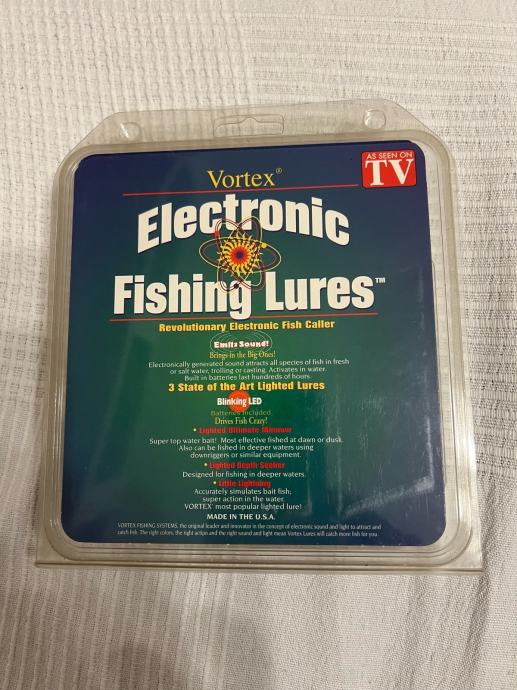 AS SEEN ON
TV
Vortex®
Electronic
Fishing Lures™
Revolutionary Electronic Fish Caller
Emits Sound!
Brings in the Big Ones!
Electronically generated sound attracts all species of fish in fresh
or salt water, trolling or casting. Activates in water.
Built in batteries last hundreds of hours.
3 State of the Art Lighted Lures
Blinking LED
Batteries Included
Drives Fish Crazy!
• Lighted Ultimate Minnow
Super top water bait! Most effective fished at dawn or dusk.
Also can be fished in deeper waters using
downriggers or similar equipment.
• Lighted Depth Seeker
Designed for fishing in deeper waters.
• Little Lightning
Accurately simulates bait fish;
super action in the water.
VORTEX' most popular lighted lure!
MADE IN THE U.S.A.
VORTEX FISHING SYSTEMS, the original leader and innovator in the concept of electronic sound and light to attract and
catch fish. The right colors, the right action and the right sound and light mean Vortex Lures will catch more fish for you.